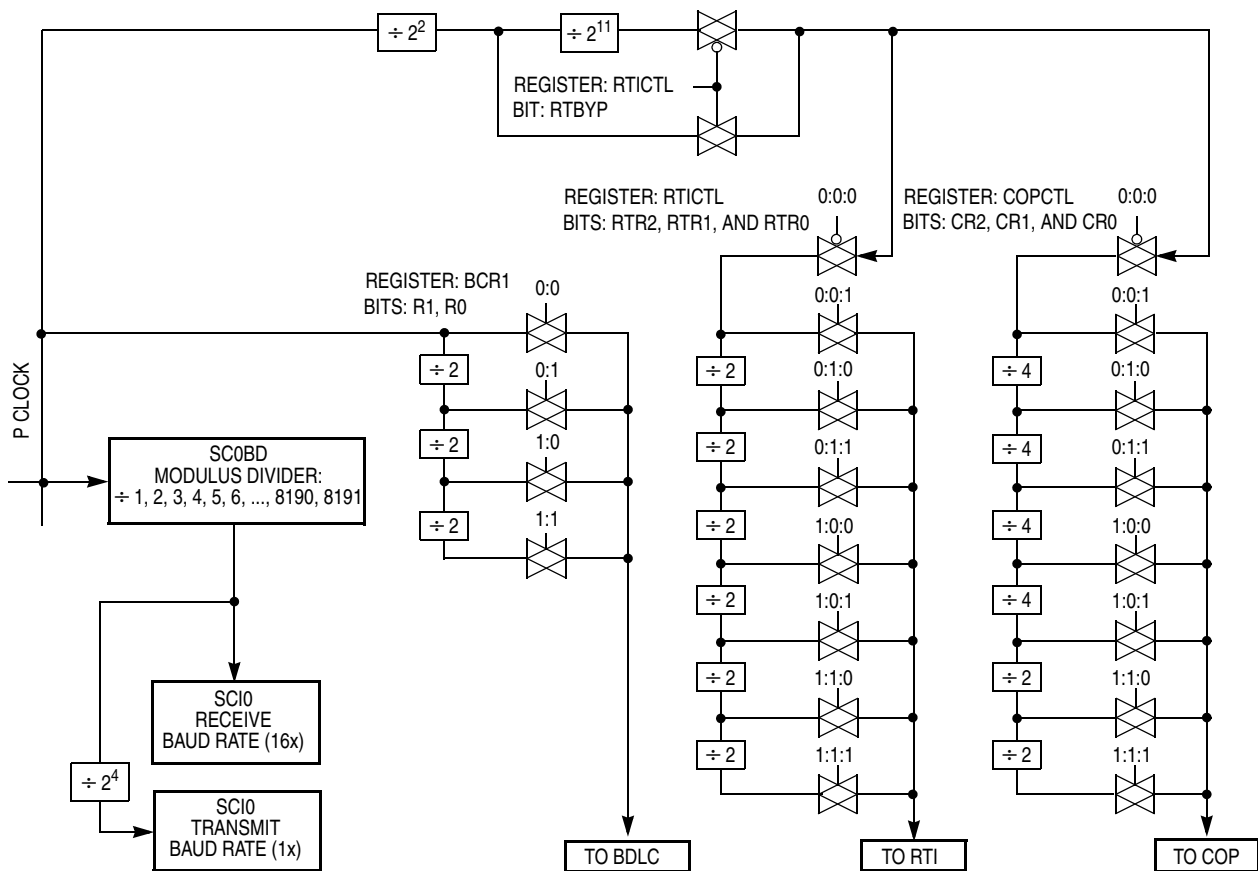 ÷ 2²
÷ 2¹¹
REGISTER: RTICTL
BIT: RTBYP
REGISTER: RTICTL
BITS: RTR2, RTR1, AND RTR0
0:0:0
REGISTER: COPCTL
BITS: CR2, CR1, AND CR0
0:0:0
REGISTER: BCR1
BITS: R1, R0
0:0
0:0:1
0:0:1
P CLOCK
÷ 2
0:1
÷ 2
0:1:0
÷ 4
0:1:0
÷ 2
1:0
÷ 2
0:1:1
÷ 4
0:1:1
SC0BD
MODULUS DIVIDER:
÷ 1, 2, 3, 4, 5, 6, ..., 8190, 8191
÷ 2
1:1
÷ 2
1:0:0
÷ 4
1:0:0
÷ 2
1:0:1
÷ 4
1:0:1
÷ 2
1:1:0
÷ 2
1:1:0
÷ 2
1:1:1
÷ 2
1:1:1
SCI0
RECEIVE
BAUD RATE (16x)
÷ 2⁴
SCI0
TRANSMIT
BAUD RATE (1x)
TO BDLC
TO RTI
TO COP